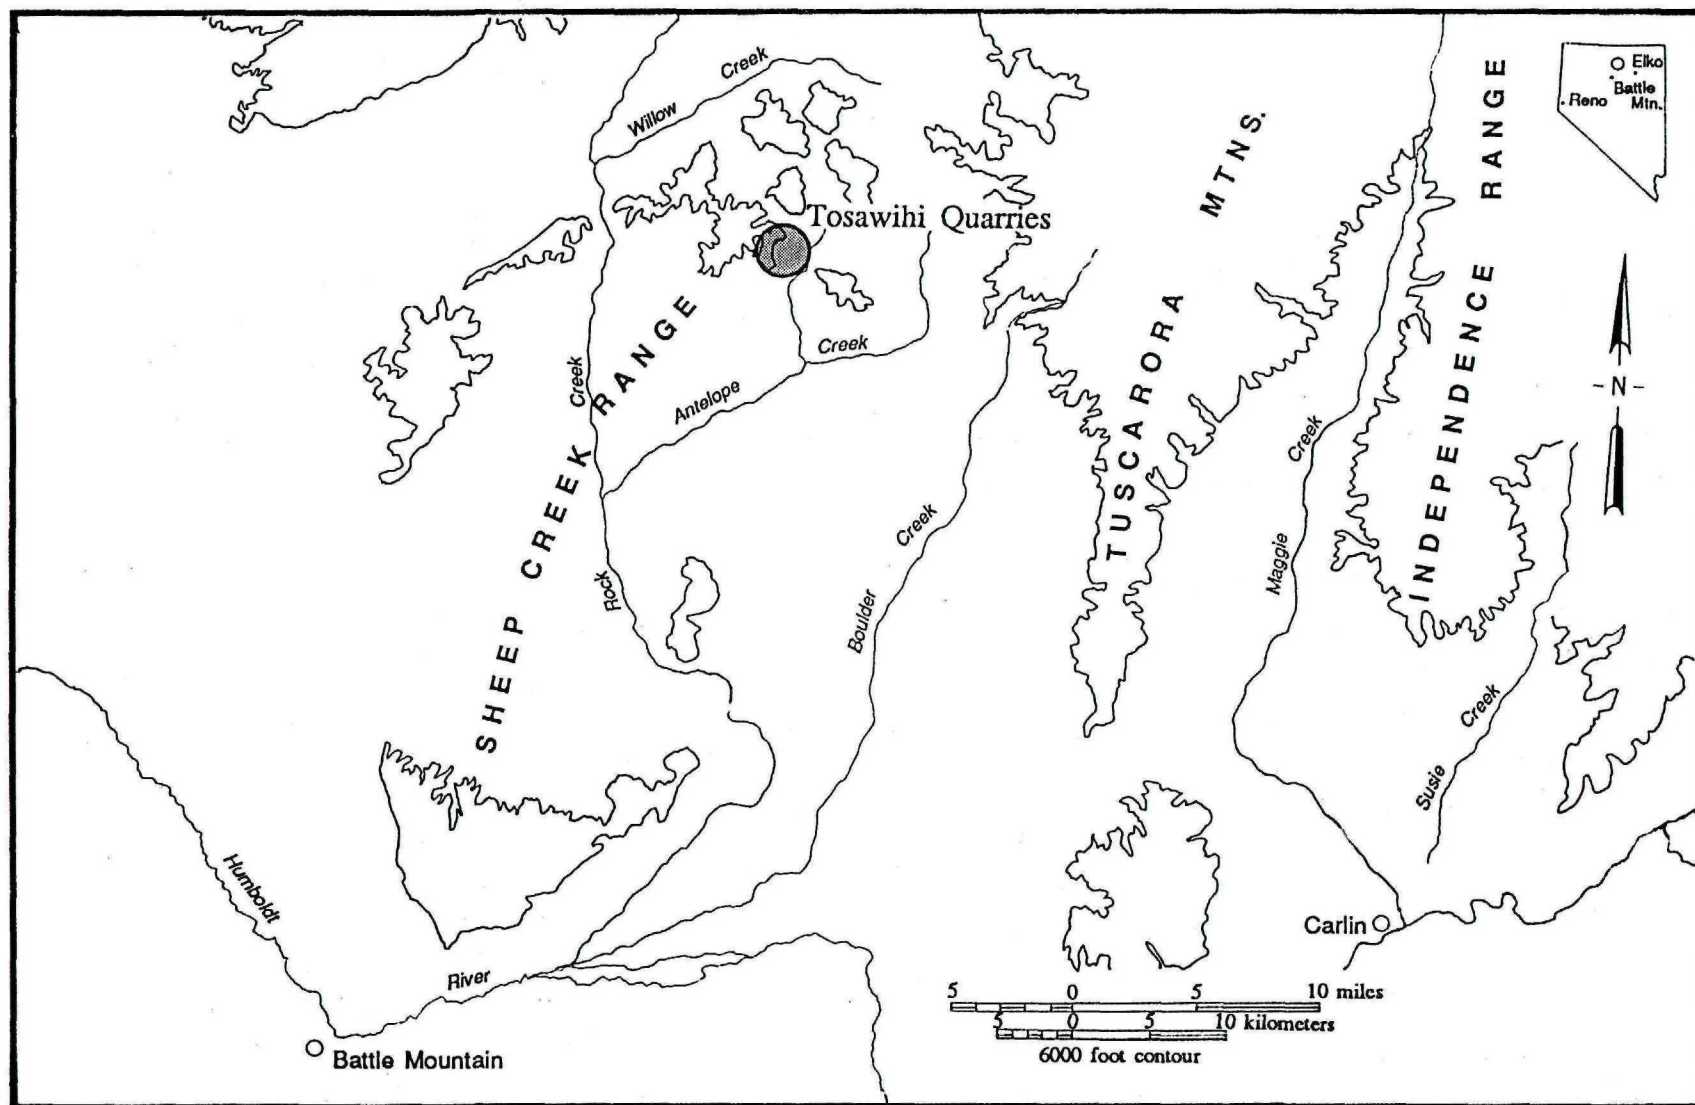 Willow Creek
Elko
Battle
Reno Mtn.
Tosawihi Quarries
SHEEP CREEK RANGE
TUSCARORA MTNS.
INDEPENDENCE RANGE
-N-
Rock Creek
Antelope Creek
Boulder Creek
Maggie Creek
Susie Creek
Humboldt River
Carlin
Battle Mountain
5 0 5 10 miles
5 0 5 10 kilometers
6000 foot contour